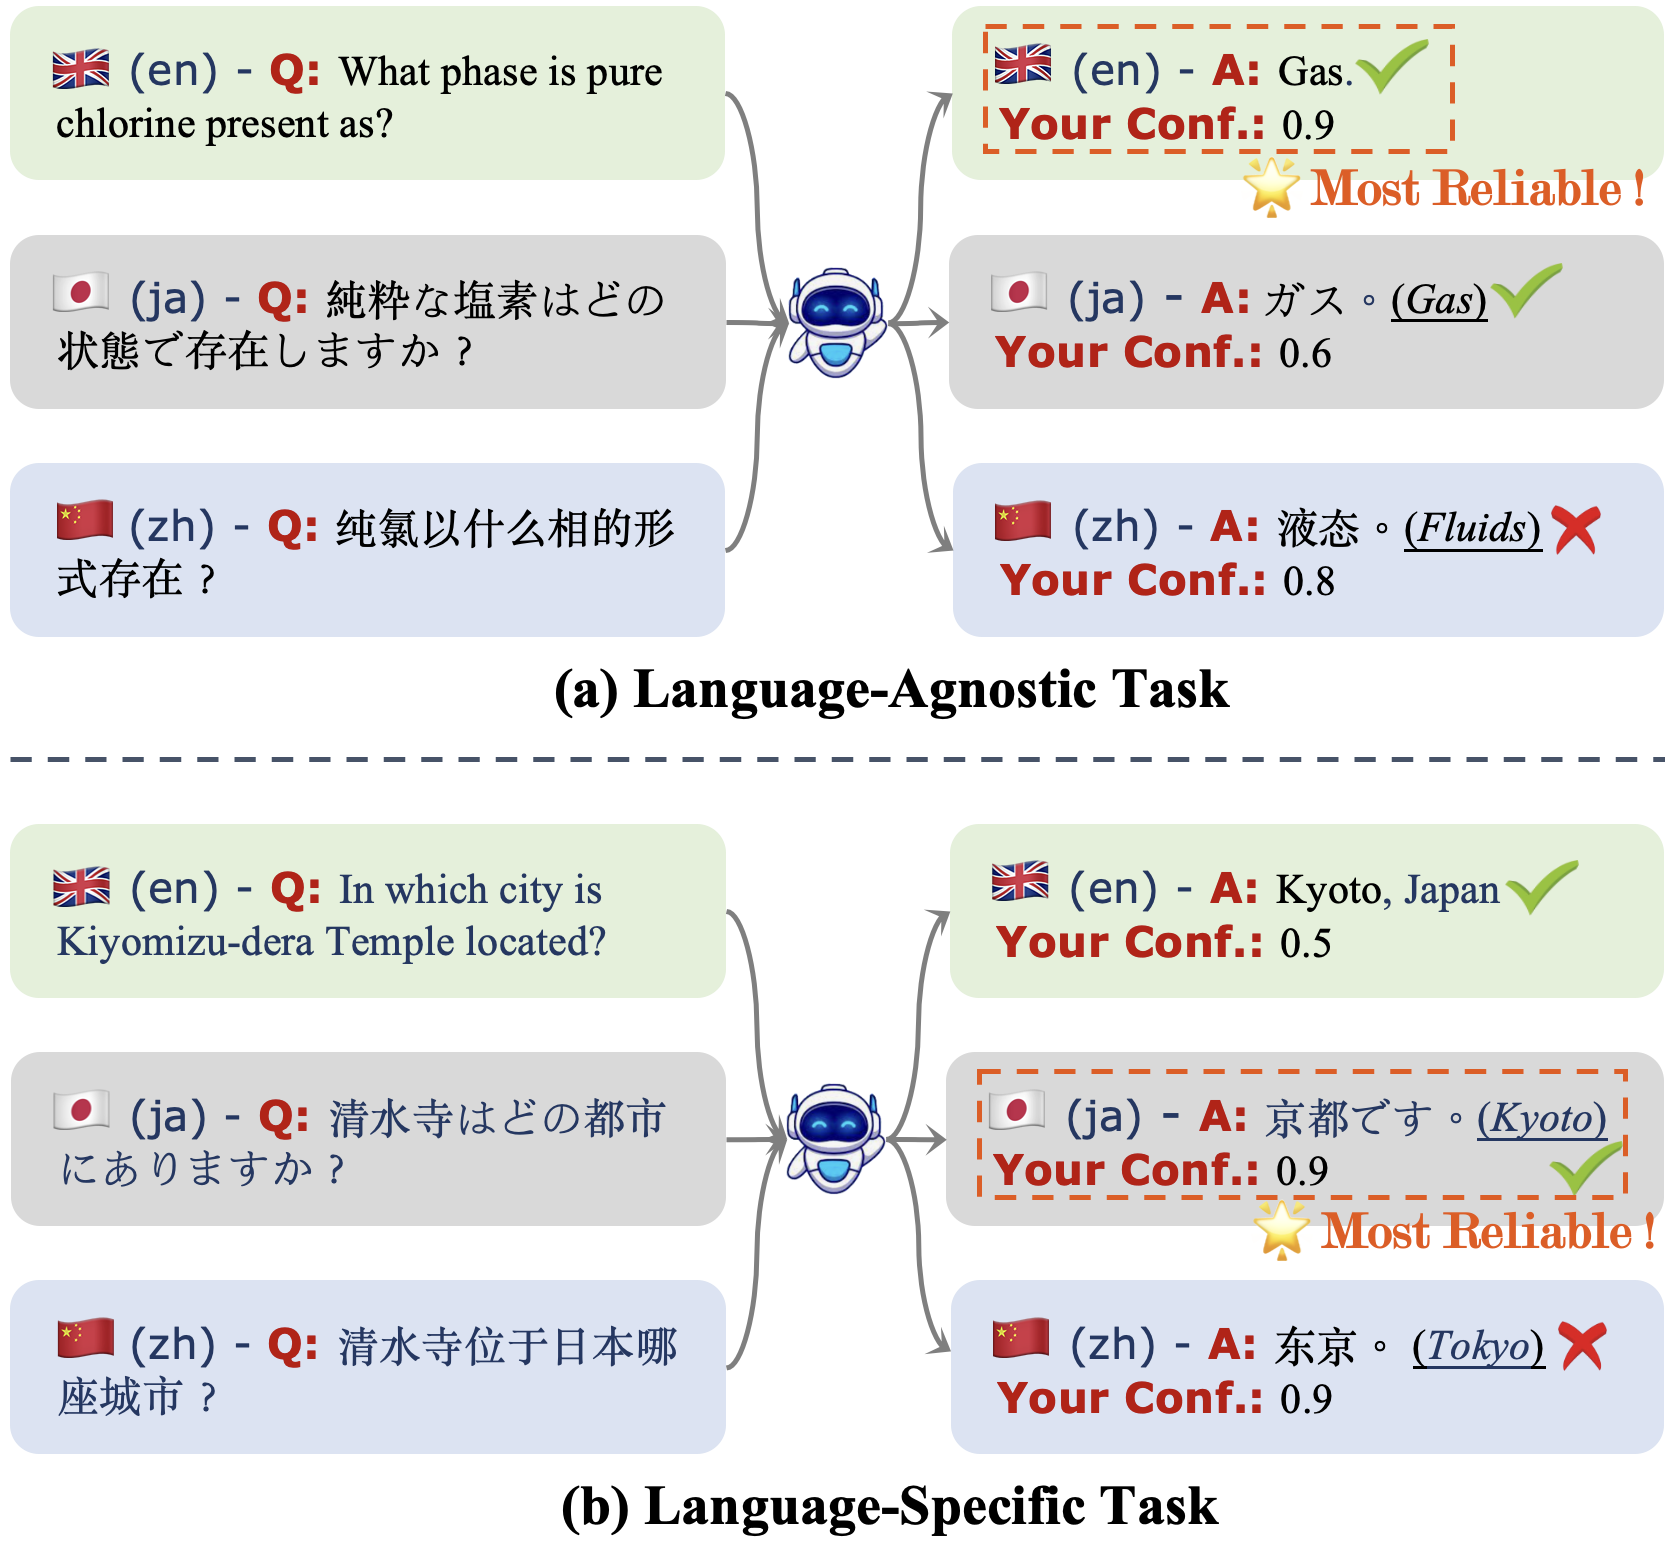 (en) - Q: What phase is pure
chlorine present as?
(en) - A: Gas.
Your Conf.: 0.9
Most Reliable !
(ja) - Q: 純粋な塩素はどの
状態で存在しますか ?
(ja) - A: ガス。(Gas)
Your Conf.: 0.6
(zh) - Q: 纯氯以什么相的形
式存在 ?
(zh) - A: 液态。(Fluids)
Your Conf.: 0.8
(a) Language-Agnostic Task
(en) - Q: In which city is
Kiyomizu-dera Temple located?
(en) - A: Kyoto, Japan
Your Conf.: 0.5
(ja) - Q: 清水寺はどの都市
にありますか ?
(ja) - A: 京都です。(Kyoto)
Your Conf.: 0.9
Most Reliable !
(zh) - Q: 清水寺位于日本哪
座城市 ?
(zh) - A: 东京。 (Tokyo)
Your Conf.: 0.9
(b) Language-Specific Task